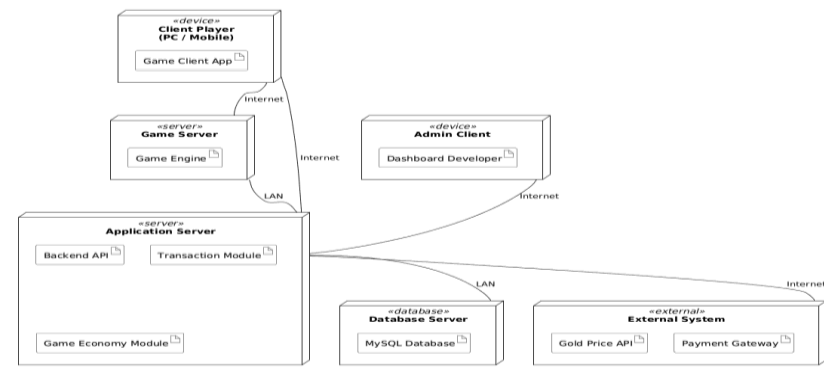 «device»
Client Player
(PC / Mobile)
Game Client App
Internet
«server»
Game Server
Game Engine
«device»
Admin Client
Dashboard Developer
Internet
LAN
Internet
«server»
Application Server
Backend API
Transaction Module
Game Economy Module
LAN
Internet
«database»
Database Server
MySQL Database
«external»
External System
Gold Price API
Payment Gateway